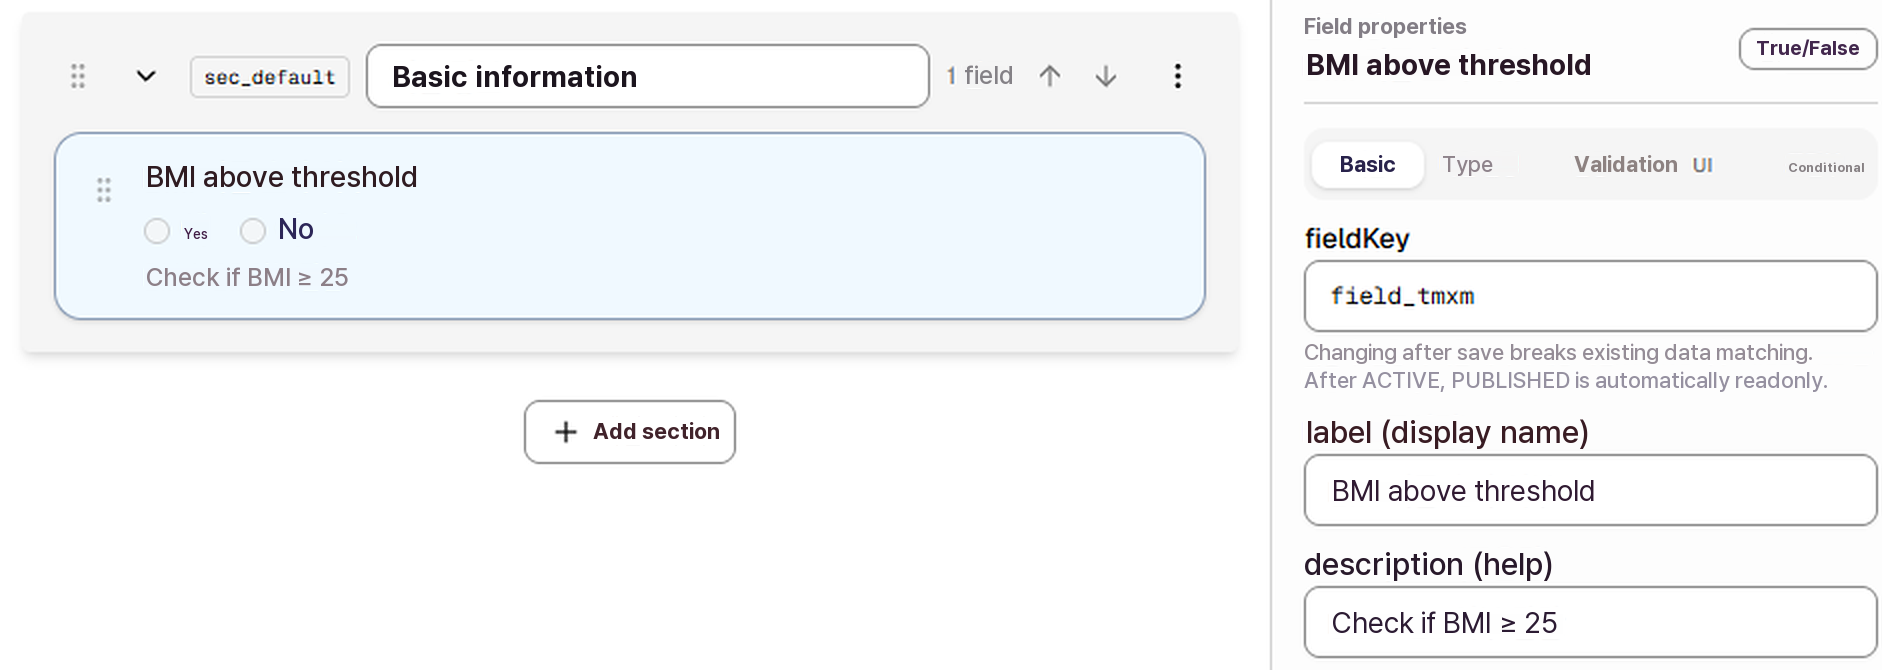 sec_default Basic information 1 field
BMI above threshold
Yes No
Check if BMI ≥ 25
Add section
Field properties
BMI above threshold True/False
Basic Type Validation UI Conditional
fieldKey
field_tmxm
Changing after save breaks existing data matching.
After ACTIVE, PUBLISHED is automatically readonly.
label (display name)
BMI above threshold
description (help)
Check if BMI ≥ 25